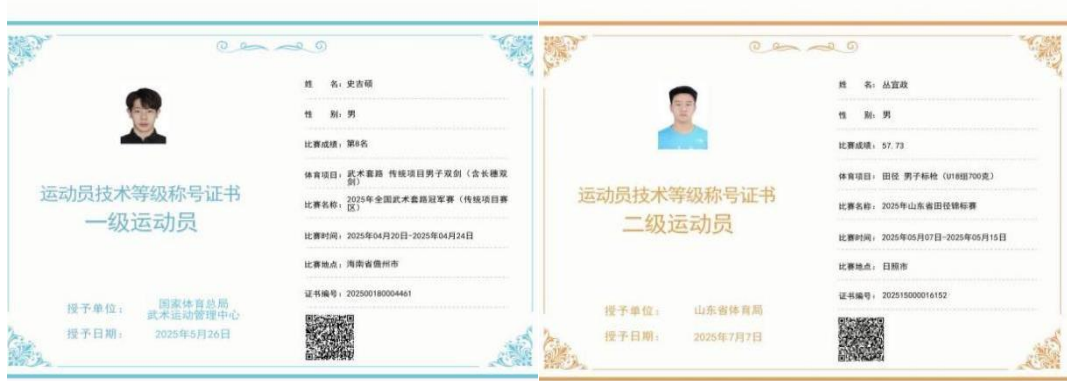 运动员技术等级称号证书
一级运动员
授予单位： 国家体育总局
武术运动管理中心
授予日期： 2025年5月26日
姓 名：史吉硕
性 别：男
比赛成绩：第8名
体育项目：武术套路 传统项目男子双剑（含长穗双
剑）
比赛名称：2025年全国武术套路冠军赛（传统项目赛
区）
比赛时间：2025年04月20日-2025年04月24日
比赛地点：海南省儋州市
证书编号：202500180004461
运动员技术等级称号证书
二级运动员
授予单位： 山东省体育局
授予日期： 2025年7月7日
姓 名：丛宜政
性 别：男
比赛成绩：57.73
体育项目：田径 男子标枪（U18组700克）
比赛名称：2025年山东省田径锦标赛
比赛时间：2025年05月07日-2025年05月15日
比赛地点：日照市
证书编号：202515000016152